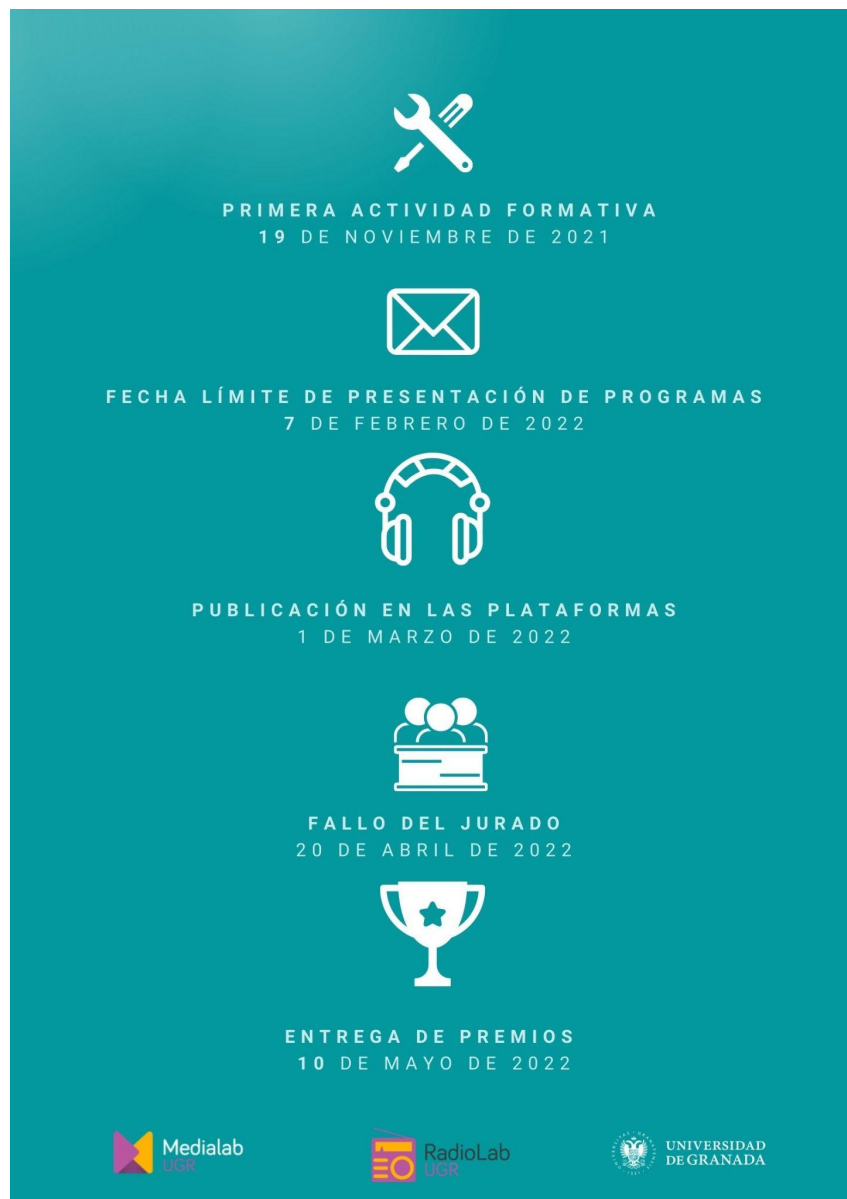 PRIMERA ACTIVIDAD FORMATIVA
19 DE NOVIEMBRE DE 2021
FECHA LÍMITE DE PRESENTACIÓN DE PROGRAMAS
7 DE FEBRERO DE 2022
PUBLICACIÓN EN LAS PLATAFORMAS
1 DE MARZO DE 2022
FALLO DEL JURADO
20 DE ABRIL DE 2022
ENTREGA DE PREMIOS
10 DE MAYO DE 2022
Medialab
UGR
RadioLab
UGR
UNIVERSIDAD
DE GRANADA